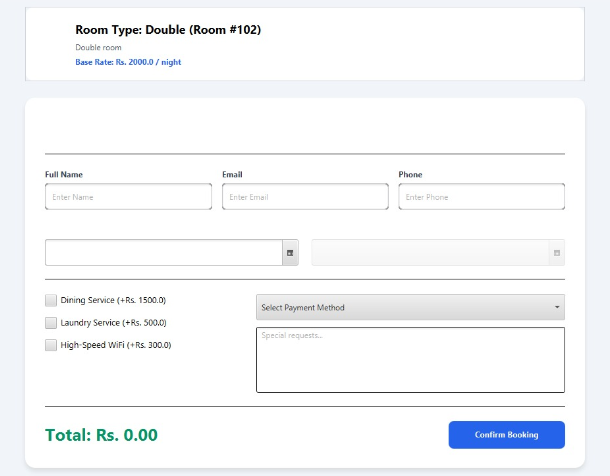 Room Type: Double (Room #102)
Double room
Base Rate: Rs. 2000.0 / night
Full Name Email Phone
Enter Name Enter Email Enter Phone
Dining Service (+Rs. 1500.0)
Select Payment Method
Laundry Service (+Rs. 500.0)
Special requests...
High-Speed WiFi (+Rs. 300.0)
Total: Rs. 0.00 Confirm Booking